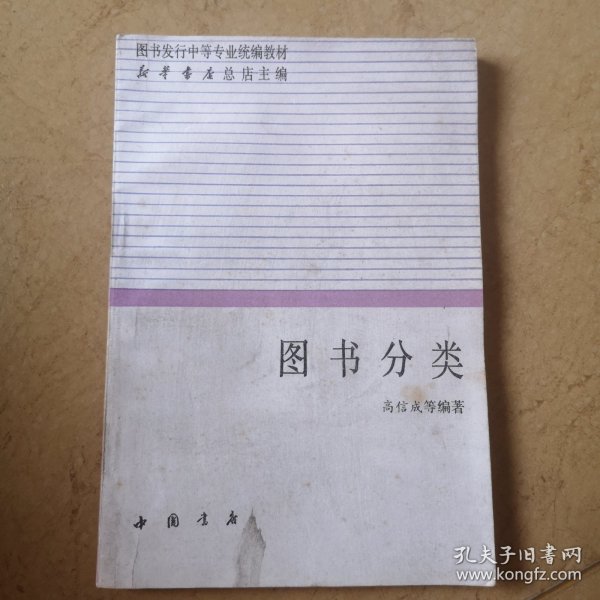 图书发行中等专业统编教材
新华书店总店主编
图书分类
高信成等编著
中国书店
孔夫子旧书网
www.kongfz.com